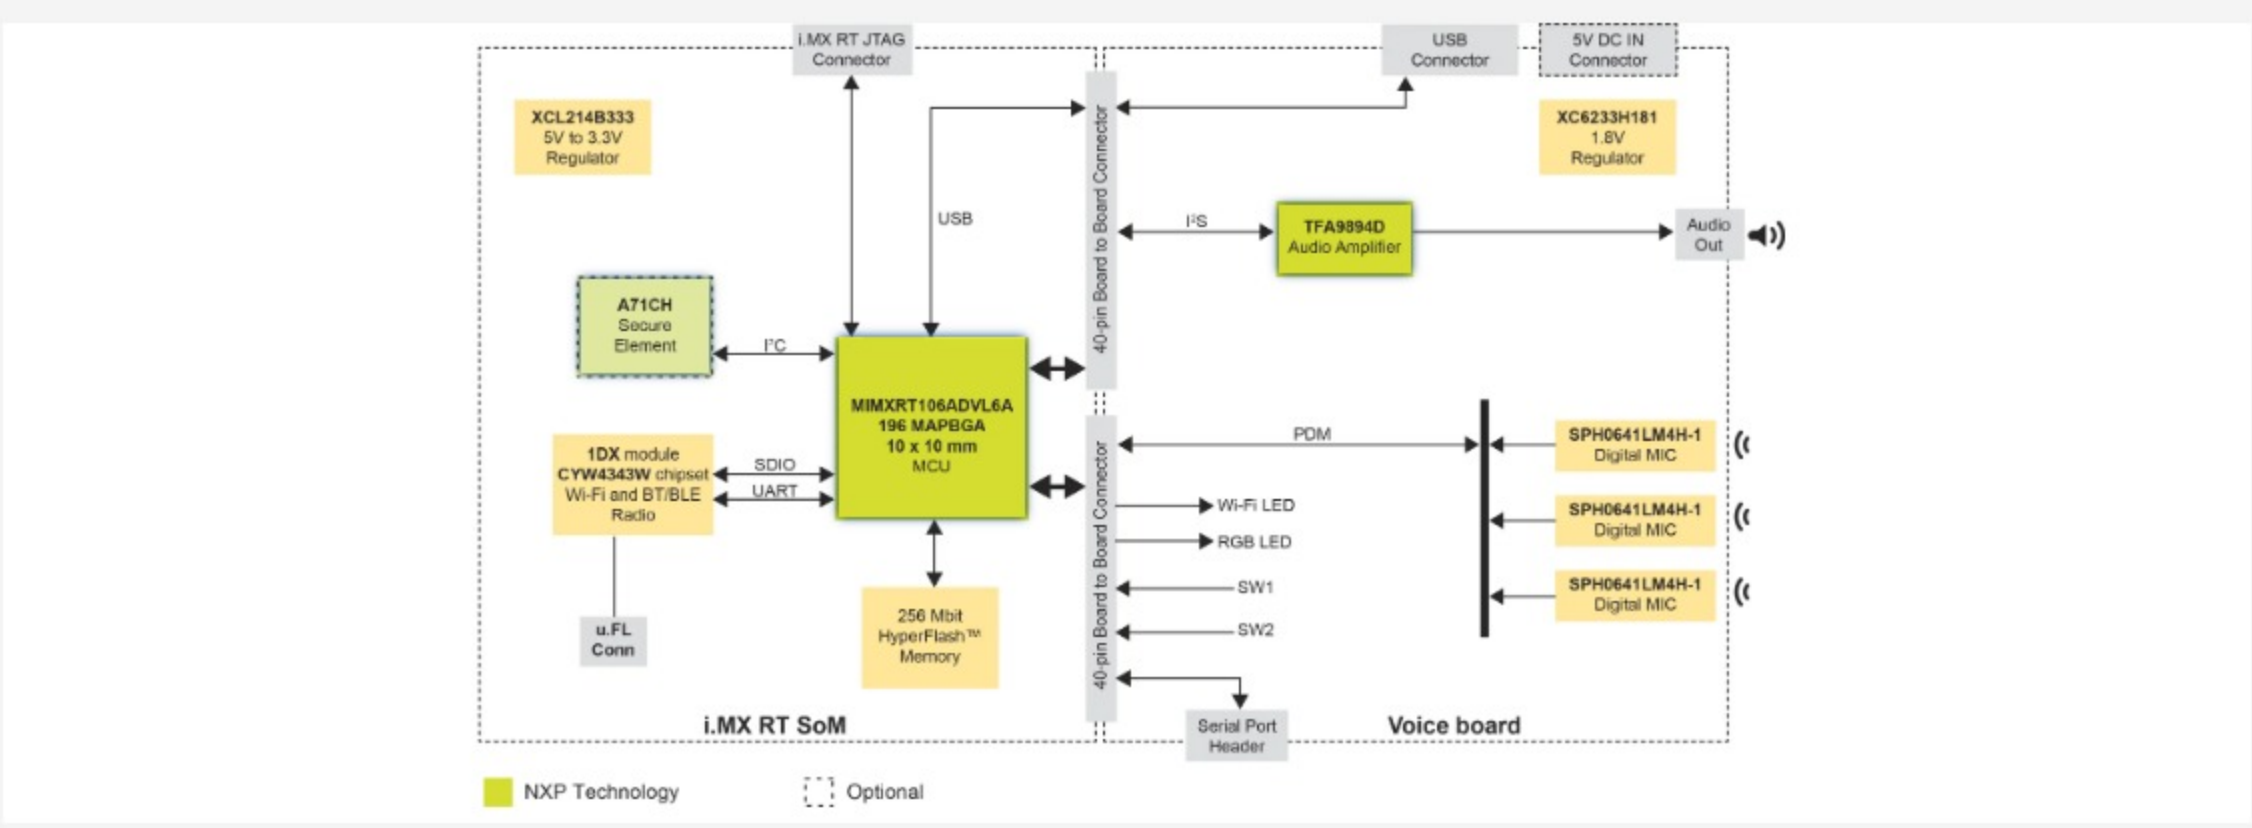 i.MX RT JTAG
Connector
USB
Connector
5V DC IN
Connector
XCL214B333
5V to 3.3V
Regulator
XC6233H181
1.8V
Regulator
40-pin Board to Board Connector
USB
I²S
TFA9894D
Audio Amplifier
Audio
Out
A71CH
Secure
Element
I²C
MIMXRT106ADVL6A
196 MAPBGA
10 x 10 mm
MCU
1DX module
CYW4343W chipset
Wi-Fi and BT/BLE
Radio
SDIO
UART
u.FL
Conn
256 Mbit
HyperFlash™
Memory
40-pin Board to Board Connector
PDM
Wi-Fi LED
RGB LED
SW1
SW2
Serial Port
Header
SPH0641LM4H-1
Digital MIC
SPH0641LM4H-1
Digital MIC
SPH0641LM4H-1
Digital MIC
i.MX RT SoM
Voice board
NXP Technology
Optional